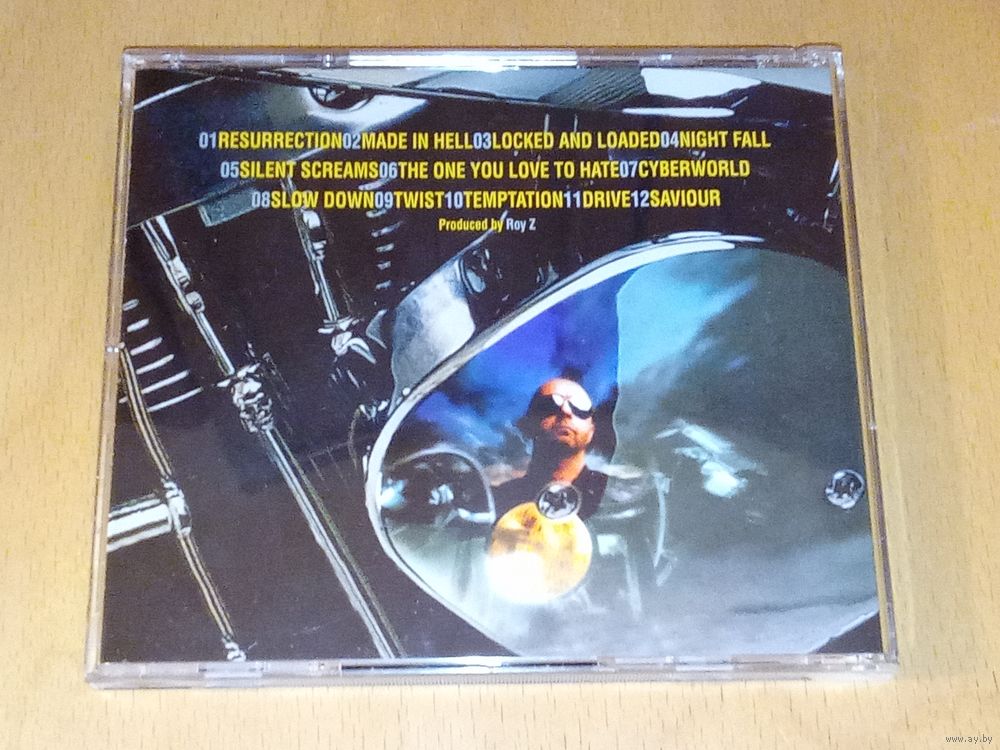 01RESURRECTION02MADE IN HELL03LOCKED AND LOADED04NIGHT FALL
05SILENT SCREAMS06THE ONE YOU LOVE TO HATE07CYBERWORLD
08SLOW DOWN09TWIST10TEMPTATION11DRIVE12SAVIOUR
Produced by Roy Z
www.ay.by